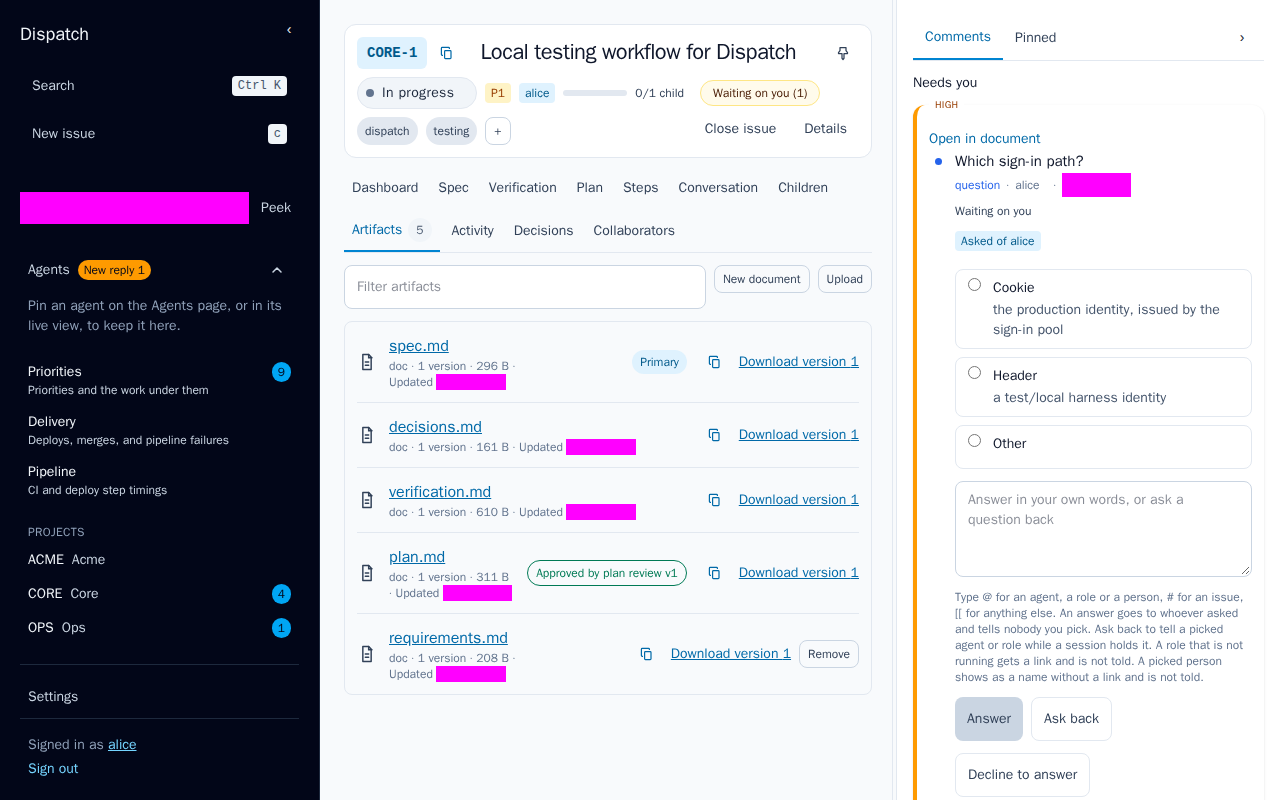 Dispatch
Search
Ctrl K
New issue
C
Peek
Agents
New reply 1
Pin an agent on the Agents page, or in its
live view, to keep it here.
Priorities
9
Priorities and the work under them
Delivery
Deploys, merges, and pipeline failures
Pipeline
CI and deploy step timings
PROJECTS
ACME Acme
CORE Core
4
OPS Ops
1
Settings
Signed in as alice
Sign out
CORE-1
Local testing workflow for Dispatch
In progress
P1
alice
0/1 child
Waiting on you (1)
dispatch
testing
+
Close issue
Details
Dashboard
Spec
Verification
Plan
Steps
Conversation
Children
Artifacts 5
Activity
Decisions
Collaborators
Filter artifacts
New document
Upload
spec.md
doc · 1 version · 296 B ·
Updated
Primary
Download version 1
decisions.md
doc · 1 version · 161 B · Updated
Download version 1
verification.md
doc · 1 version · 610 B · Updated
Download version 1
plan.md
doc · 1 version · 311 B
· Updated
Approved by plan review v1
Download version 1
requirements.md
doc · 1 version · 208 B ·
Updated
Download version 1
Remove
Comments
Pinned
Needs you
HIGH
Open in document
Which sign-in path?
question · alice ·
Waiting on you
Asked of alice
Cookie
the production identity, issued by the
sign-in pool
Header
a test/local harness identity
Other
Answer in your own words, or ask a
question back
Type @ for an agent, a role or a person, # for an issue,
[[ for anything else. An answer goes to whoever asked
and tells nobody you pick. Ask back to tell a picked
agent or role while a session holds it. A role that is not
running gets a link and is not told. A picked person
shows as a name without a link and is not told.
Answer
Ask back
Decline to answer